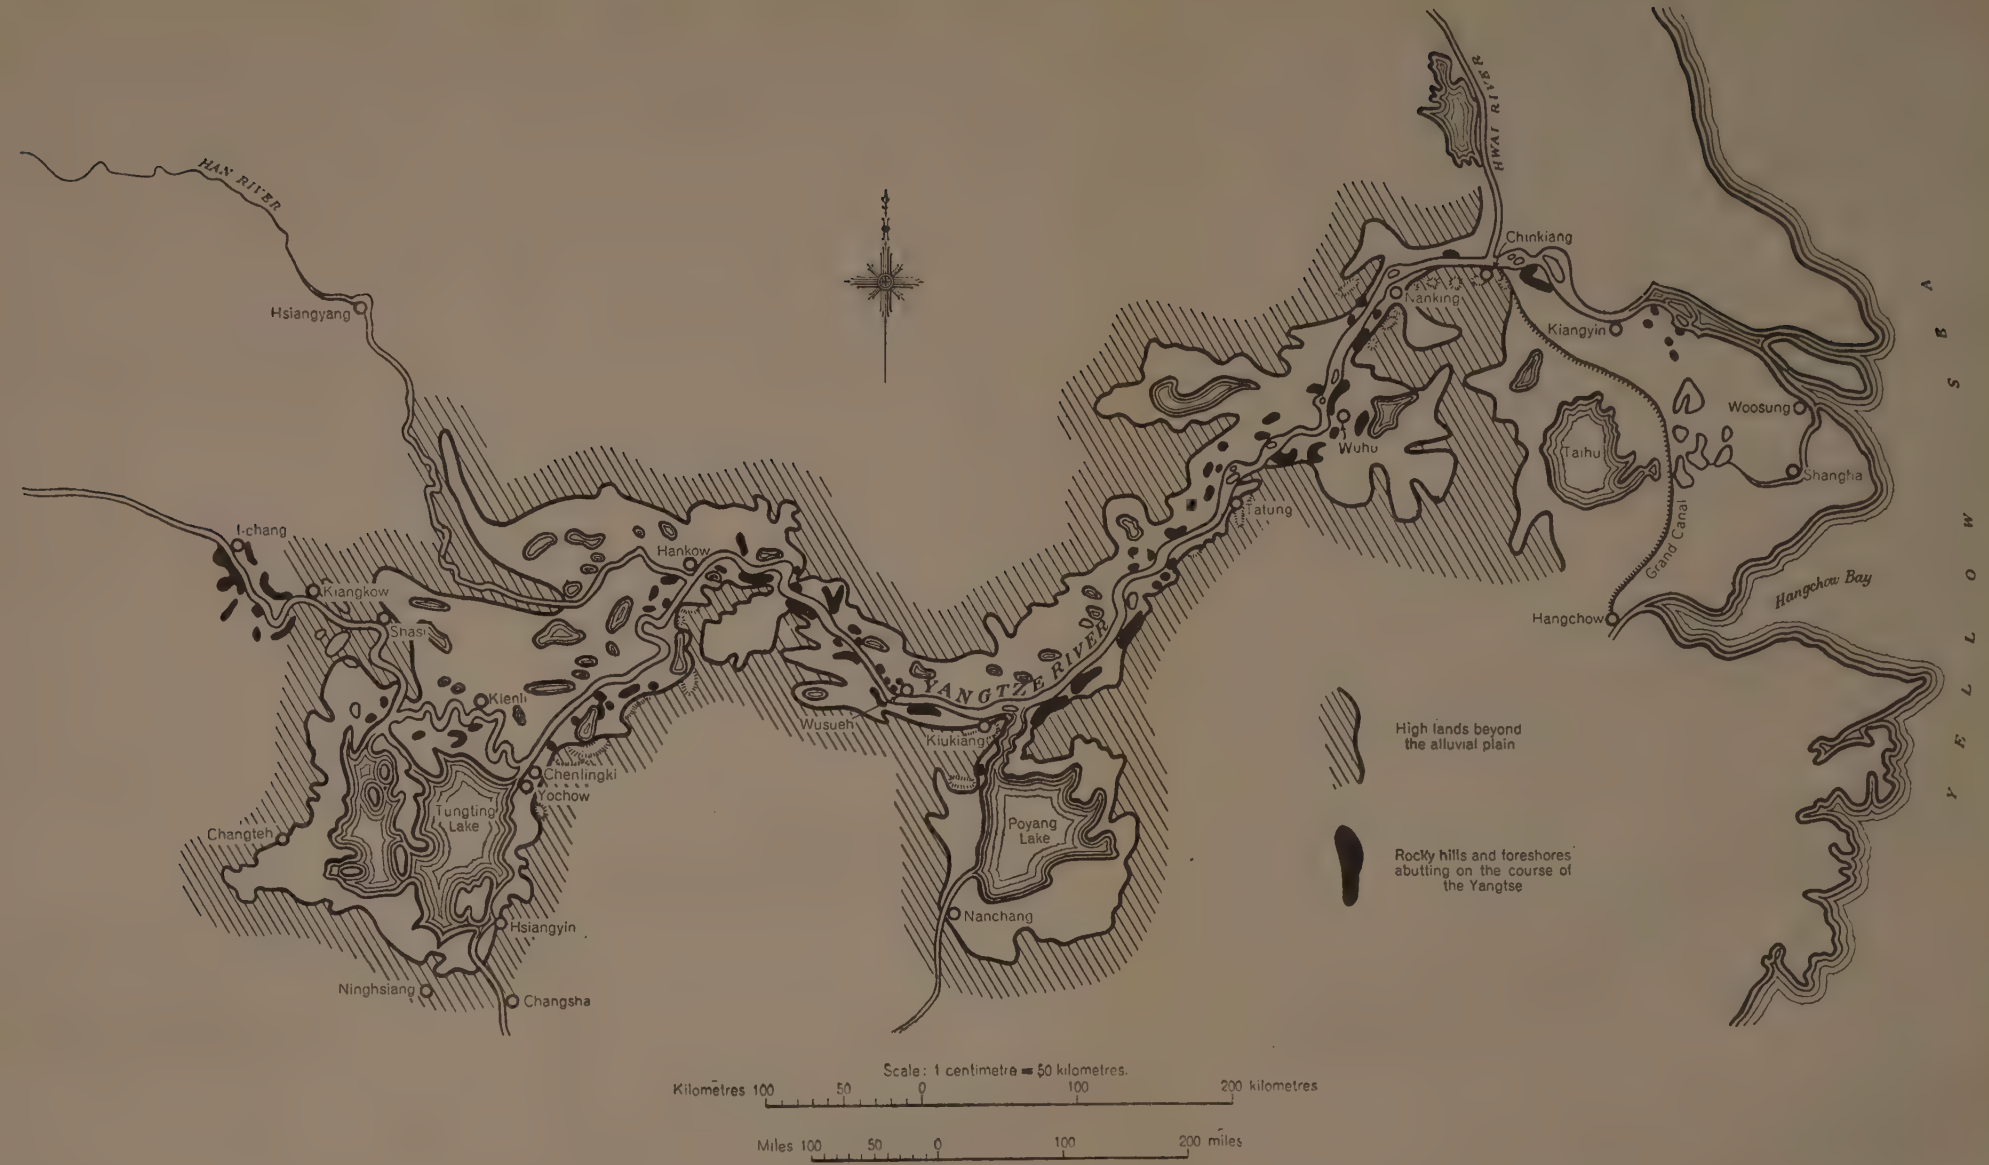 HAN RIVER
Hsiangyang
I-chang
Kiangkow
Shasi
Hankow
Kienli
Chenlingki
Yochow
Tungting
Lake
Changteh
Hsiangyin
Ninghsiang
Changsha
Wusueh
Kiukiang
YANGTZE RIVER
Poyang
Lake
Nanchang
Tatung
Wuhu
Nanking
Chinkiang
HWAI RIVER
Kiangyin
Woosung
Shangha
Taihu
Grand Canal
Hangchow
Hangchow Bay
YELLOW
High lands beyond
the alluvial plain
Rocky hills and foreshores
abutting on the course of
the Yangtse
Scale: 1 centimetre = 50 kilometres.
Kilometres 100 50 0 100 200 kilometres
Miles 100 50 0 100 200 miles